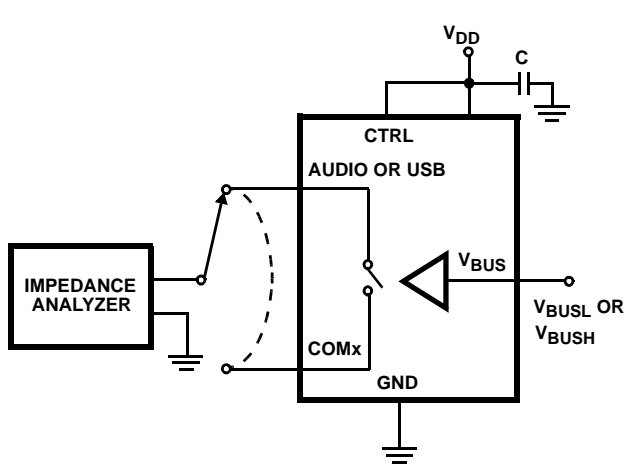 VDD
C
CTRL
AUDIO OR USB
IMPEDANCE
ANALYZER
VBUS
VBUSL OR
VBUSH
COMx
GND